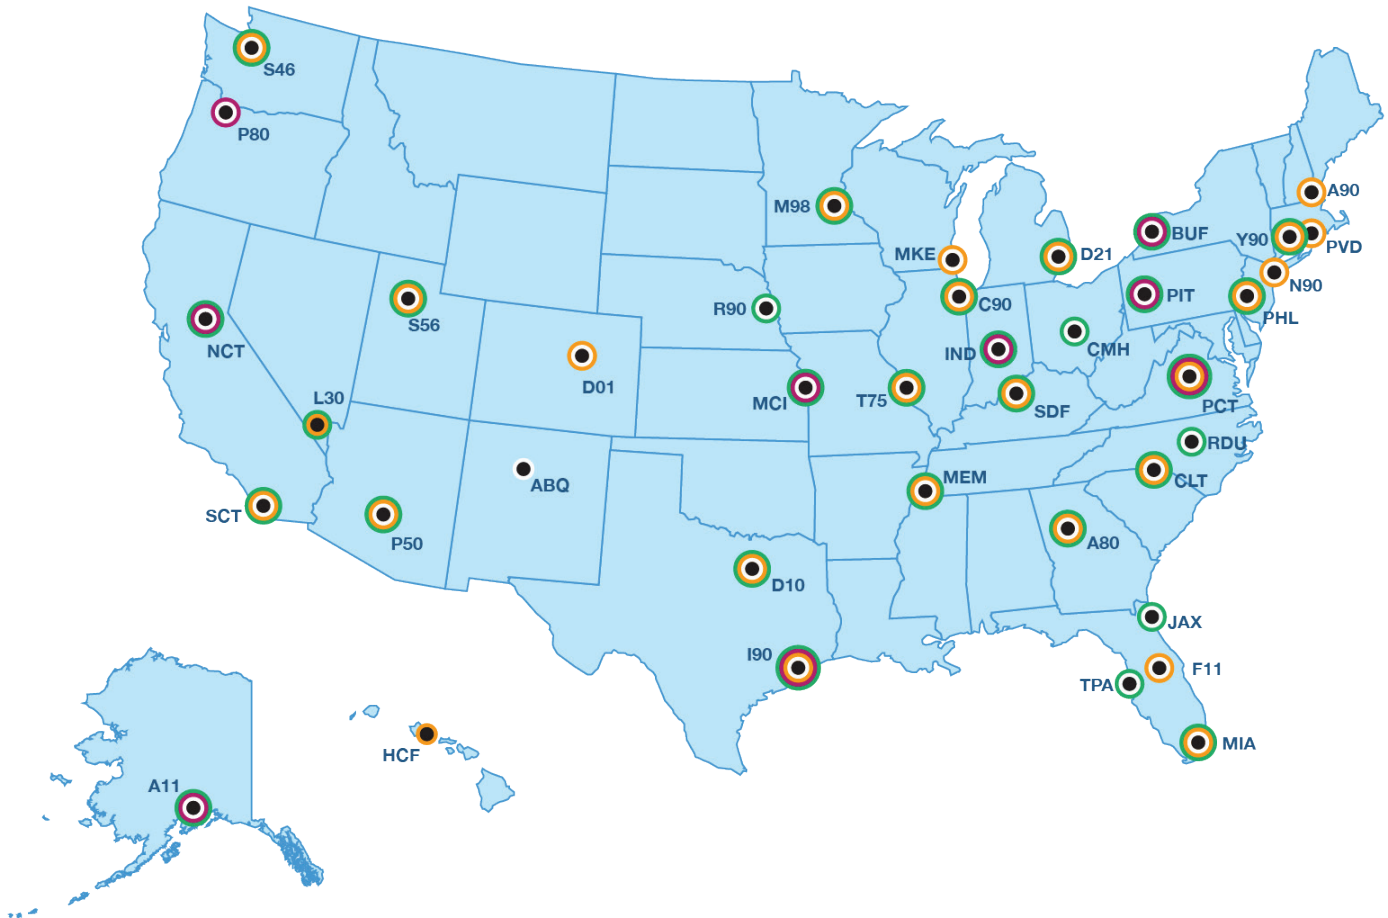 S46
P80
A90
M98
BUF
Y90
PVD
MKE
D21
N90
C90
PIT
R90
PHL
S56
NCT
IND
CMH
D01
L30
MCI
T75
SDF
PCT
RDU
ABQ
MEM
CLT
SCT
P50
A80
D10
JAX
I90
F11
TPA
MIA
HCF
A11